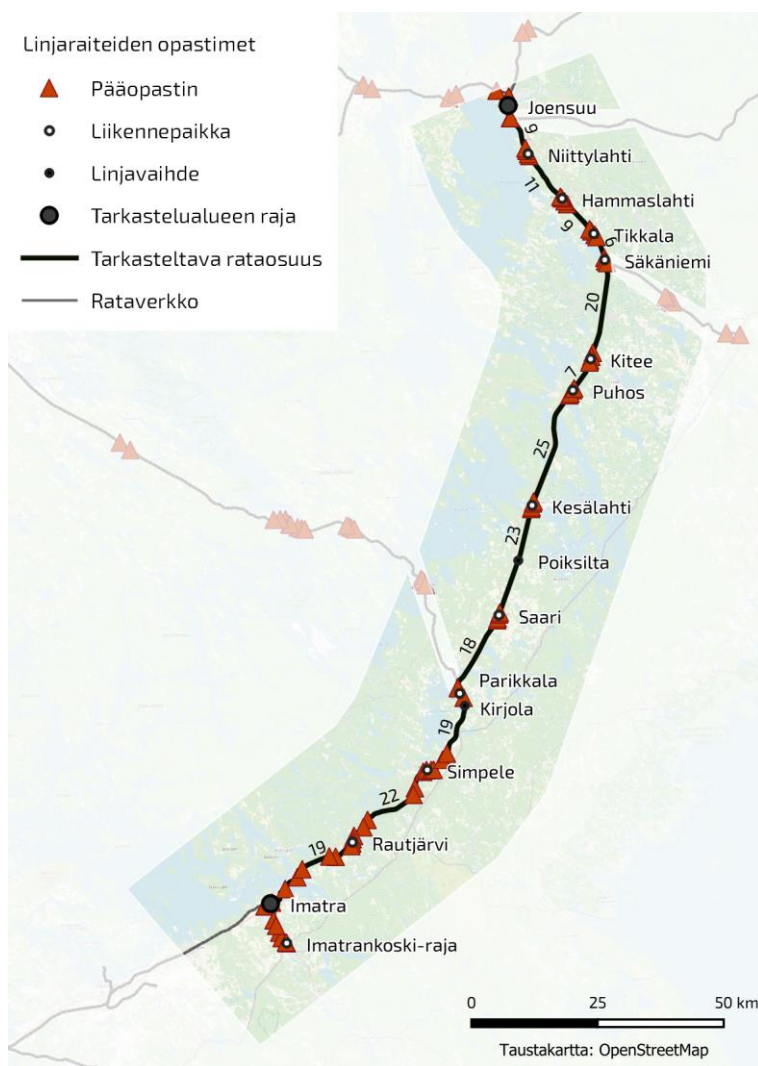 Linjaraiteiden opastimet
Pääopastin
Liikennepaikka
Linjavaihde
Tarkastelualueen raja
Tarkasteltava rataosuus
Rataverkko
Joensuu
9
Niittylahti
11
Hammaslahti
9
Tikkala
6
Säkäniemi
20
Kitee
7
Puhos
25
Kesälahti
23
Poiksilta
Saari
18
Parikkala
Kirjola
19
Simpele
22
Rautjärvi
19
Imatra
Imatrankoski-raja
0 25 50 km
Taustakartta: OpenStreetMap